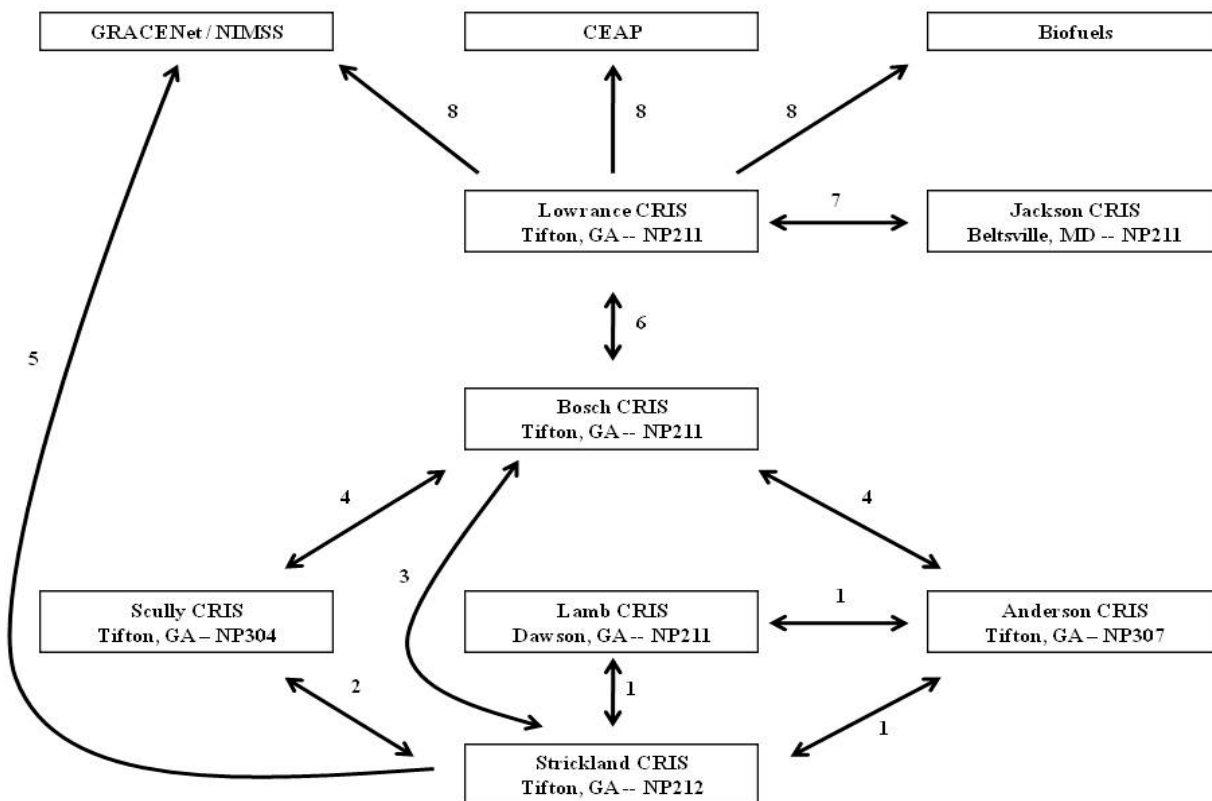 GRACENet / NIMSS
CEAP
Biofuels
8
8
8
Lowrance CRIS
Tifton, GA -- NP211
7
Jackson CRIS
Beltsville, MD -- NP211
6
5
Bosch CRIS
Tifton, GA -- NP211
4
4
3
Scully CRIS
Tifton, GA – NP304
Lamb CRIS
Dawson, GA -- NP211
1
Anderson CRIS
Tifton, GA – NP307
2
1
1
Strickland CRIS
Tifton, GA -- NP212